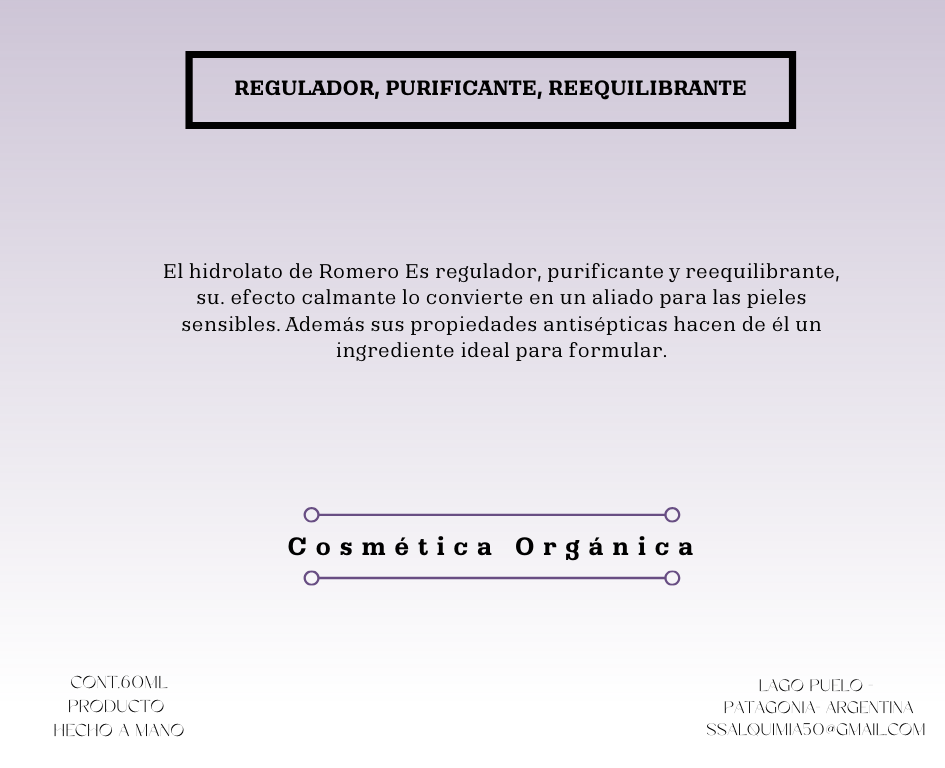 REGULADOR, PURIFICANTE, REEQUILIBRANTE
El hidrolato de Romero Es regulador, purificante y reequilibrante,
su. efecto calmante lo convierte en un aliado para las pieles
sensibles. Además sus propiedades antisépticas hacen de él un
ingrediente ideal para formular.
Cosmética Orgánica
CONT.60ML
PRODUCTO
HECHO A MANO
LAGO PUELO -
PATAGONIA- ARGENTINA
SSALQUIMIA50@GMAIL.COM